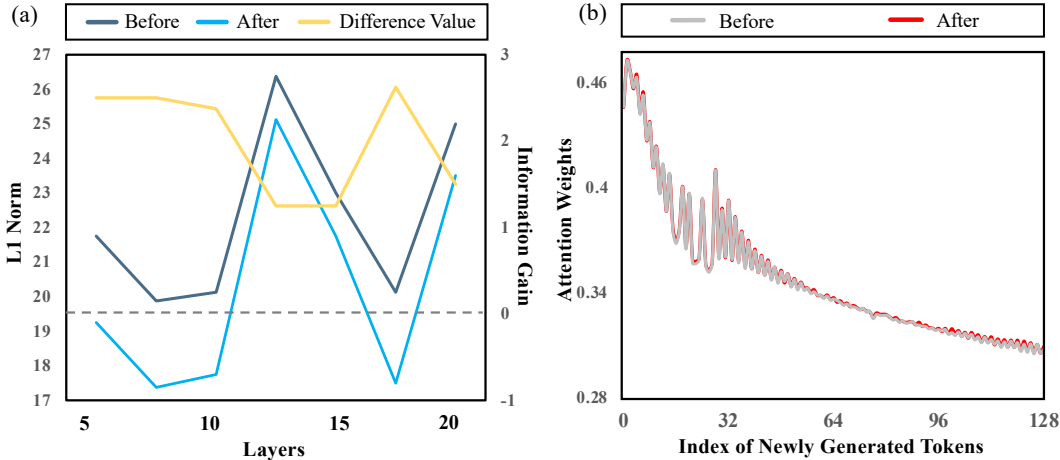 (a)
Before After Difference Value
27
26
25
24
23
22
21
20
19
18
17
L1 Norm
3
2
1
0
-1
Information Gain
5 10 15 20
Layers
(b)
Before After
0.46
0.4
0.34
0.28
Attention Weights
0 32 64 96 128
Index of Newly Generated Tokens